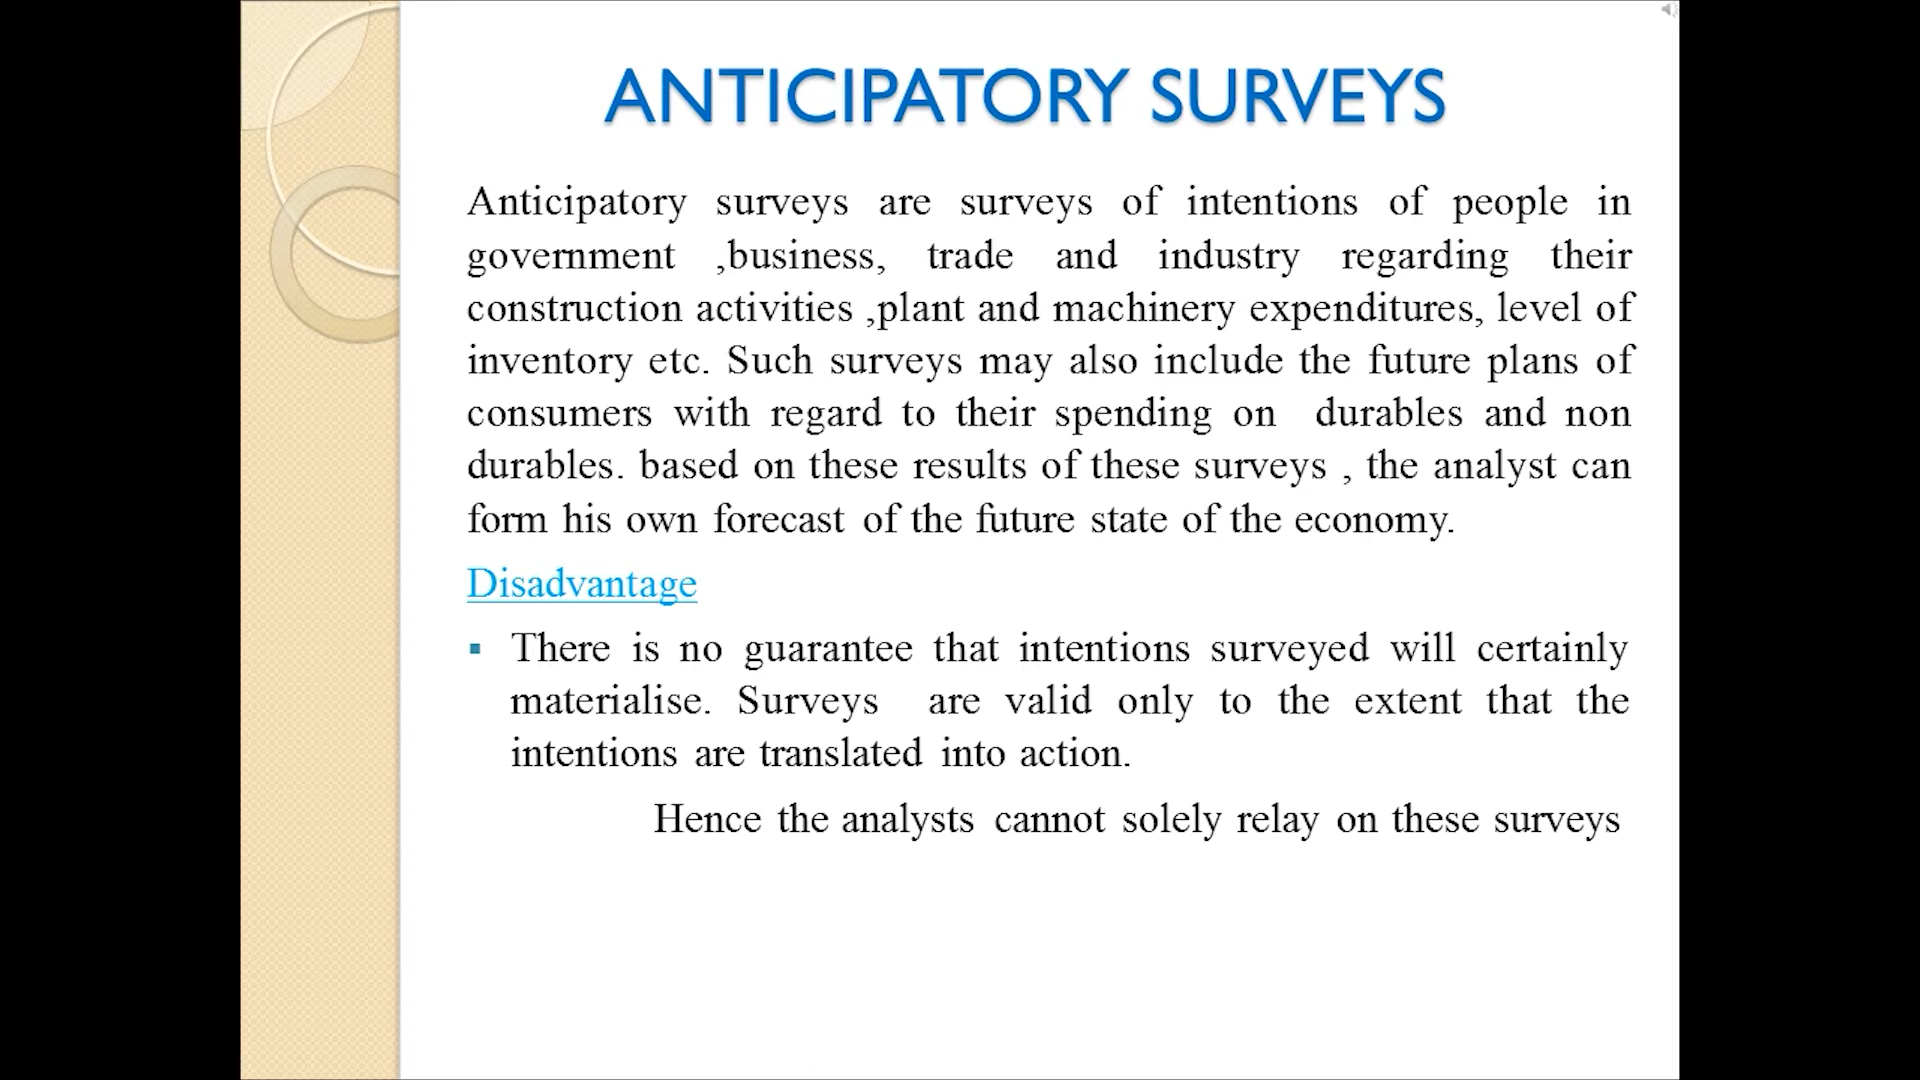 ANTICIPATORY SURVEYS
Anticipatory surveys are surveys of intentions of people in
government ,business, trade and industry regarding their
construction activities ,plant and machinery expenditures, level of
inventory etc. Such surveys may also include the future plans of
consumers with regard to their spending on durables and non
durables. based on these results of these surveys , the analyst can
form his own forecast of the future state of the economy.
Disadvantage
▪ There is no guarantee that intentions surveyed will certainly
materialise. Surveys are valid only to the extent that the
intentions are translated into action.
Hence the analysts cannot solely relay on these surveys